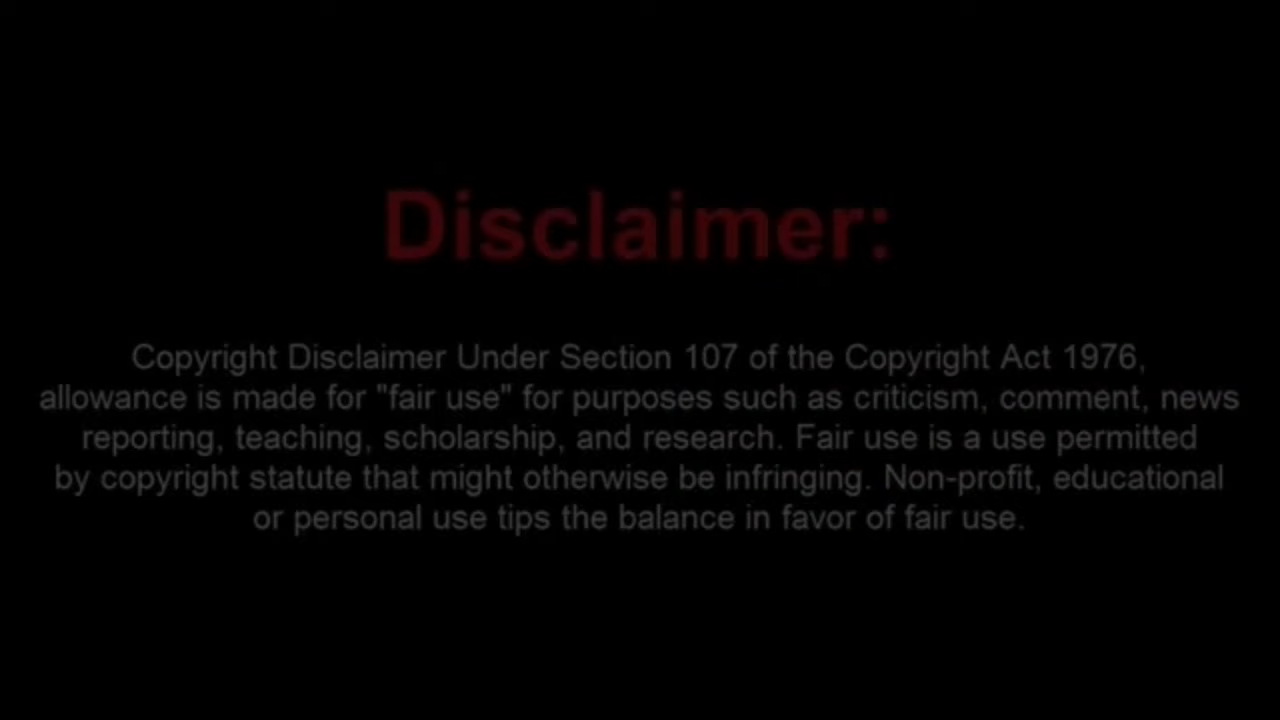 Disclaimer:
Copyright Disclaimer Under Section 107 of the Copyright Act 1976,
allowance is made for "fair use" for purposes such as criticism, comment, news
reporting, teaching, scholarship, and research. Fair use is a use permitted
by copyright statute that might otherwise be infringing. Non-profit, educational
or personal use tips the balance in favor of fair use.